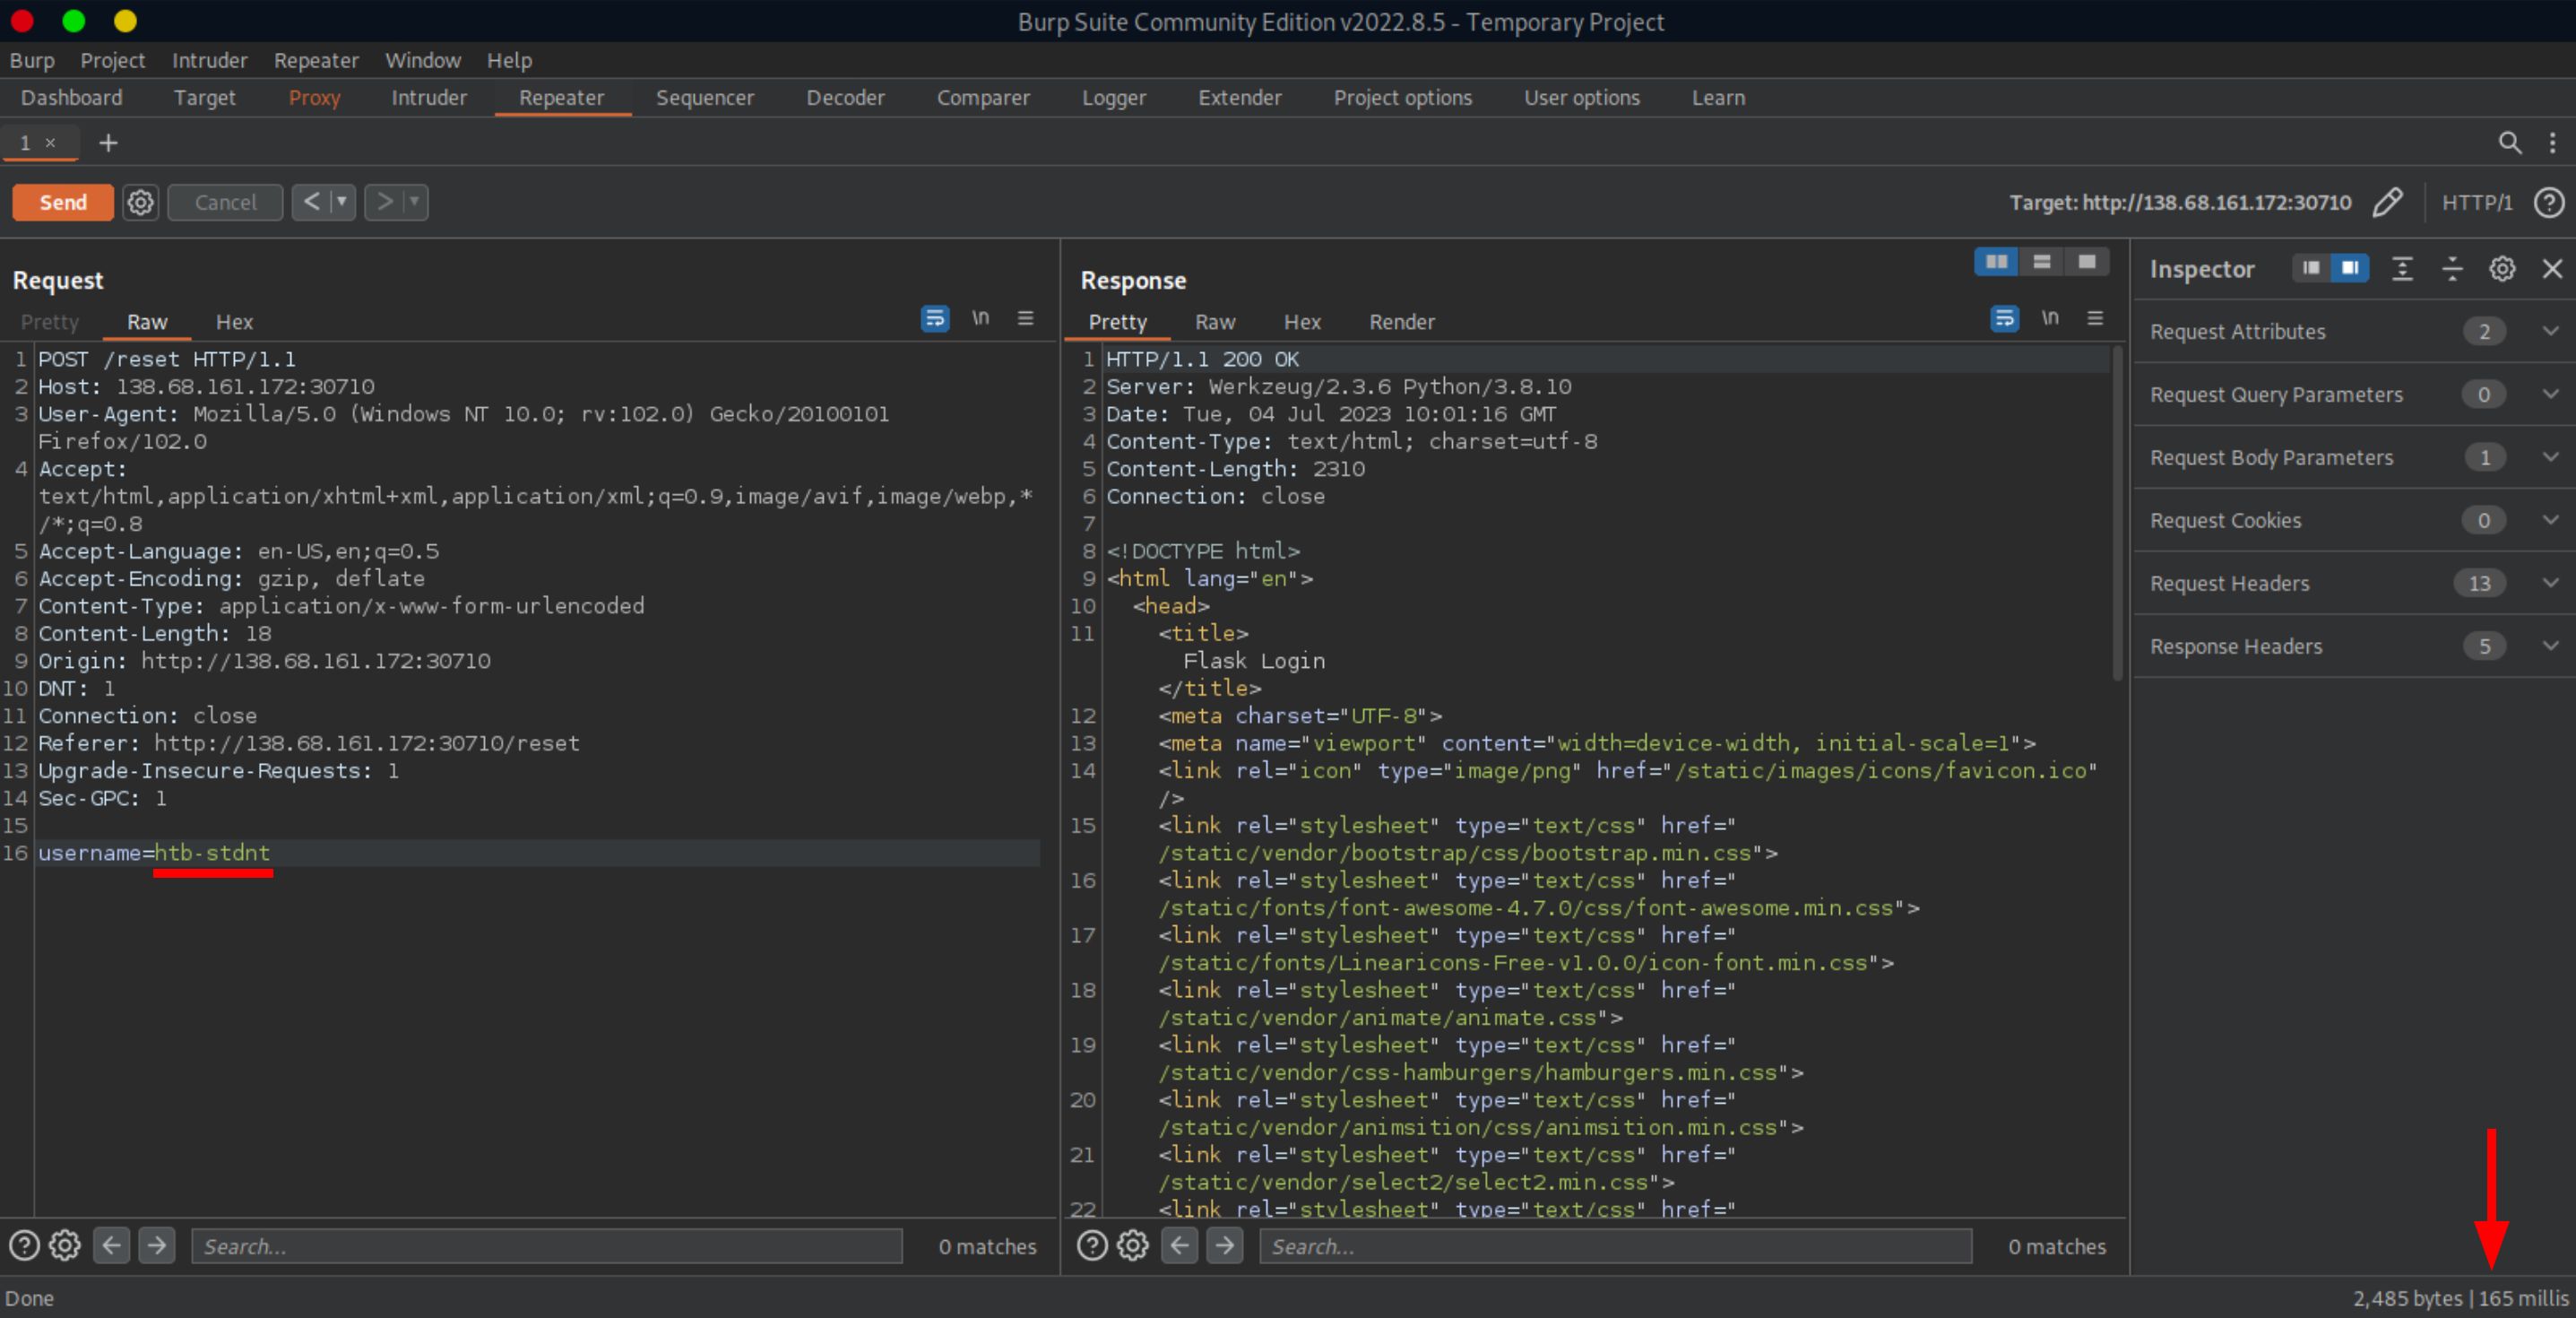 Burp Suite Community Edition v2022.8.5 - Temporary Project
Burp Project Intruder Repeater Window Help
Dashboard Target Proxy Intruder Repeater Sequencer Decoder Comparer Logger Extender Project options User options Learn
1 × +
Send Cancel < > Target: http://138.68.161.172:30710 HTTP/1 ?
Request
Pretty Raw Hex \n
1 POST /reset HTTP/1.1
2 Host: 138.68.161.172:30710
3 User-Agent: Mozilla/5.0 (Windows NT 10.0; rv:102.0) Gecko/20100101
Firefox/102.0
4 Accept:
text/html,application/xhtml+xml,application/xml;q=0.9,image/avif,image/webp,*
/*;q=0.8
5 Accept-Language: en-US,en;q=0.5
6 Accept-Encoding: gzip, deflate
7 Content-Type: application/x-www-form-urlencoded
8 Content-Length: 18
9 Origin: http://138.68.161.172:30710
10 DNT: 1
11 Connection: close
12 Referer: http://138.68.161.172:30710/reset
13 Upgrade-Insecure-Requests: 1
14 Sec-GPC: 1
15
16 username=htb-stdnt
Search... 0 matches
Response
Pretty Raw Hex Render \n
1 HTTP/1.1 200 OK
2 Server: Werkzeug/2.3.6 Python/3.8.10
3 Date: Tue, 04 Jul 2023 10:01:16 GMT
4 Content-Type: text/html; charset=utf-8
5 Content-Length: 2310
6 Connection: close
7
8 <!DOCTYPE html>
9 <html lang="en">
10 <head>
11 <title>
Flask Login
</title>
12 <meta charset="UTF-8">
13 <meta name="viewport" content="width=device-width, initial-scale=1">
14 <link rel="icon" type="image/png" href="/static/images/icons/favicon.ico"
/>
15 <link rel="stylesheet" type="text/css" href="
/static/vendor/bootstrap/css/bootstrap.min.css">
16 <link rel="stylesheet" type="text/css" href="
/static/fonts/font-awesome-4.7.0/css/font-awesome.min.css">
17 <link rel="stylesheet" type="text/css" href="
/static/fonts/Linearicons-Free-v1.0.0/icon-font.min.css">
18 <link rel="stylesheet" type="text/css" href="
/static/vendor/animate/animate.css">
19 <link rel="stylesheet" type="text/css" href="
/static/vendor/css-hamburgers/hamburgers.min.css">
20 <link rel="stylesheet" type="text/css" href="
/static/vendor/animsition/css/animsition.min.css">
21 <link rel="stylesheet" type="text/css" href="
/static/vendor/select2/select2.min.css">
22 <link rel="stylesheet" type="text/css" href="
Search... 0 matches
Inspector
Request Attributes 2
Request Query Parameters 0
Request Body Parameters 1
Request Cookies 0
Request Headers 13
Response Headers 5
Done
2,485 bytes | 165 millis